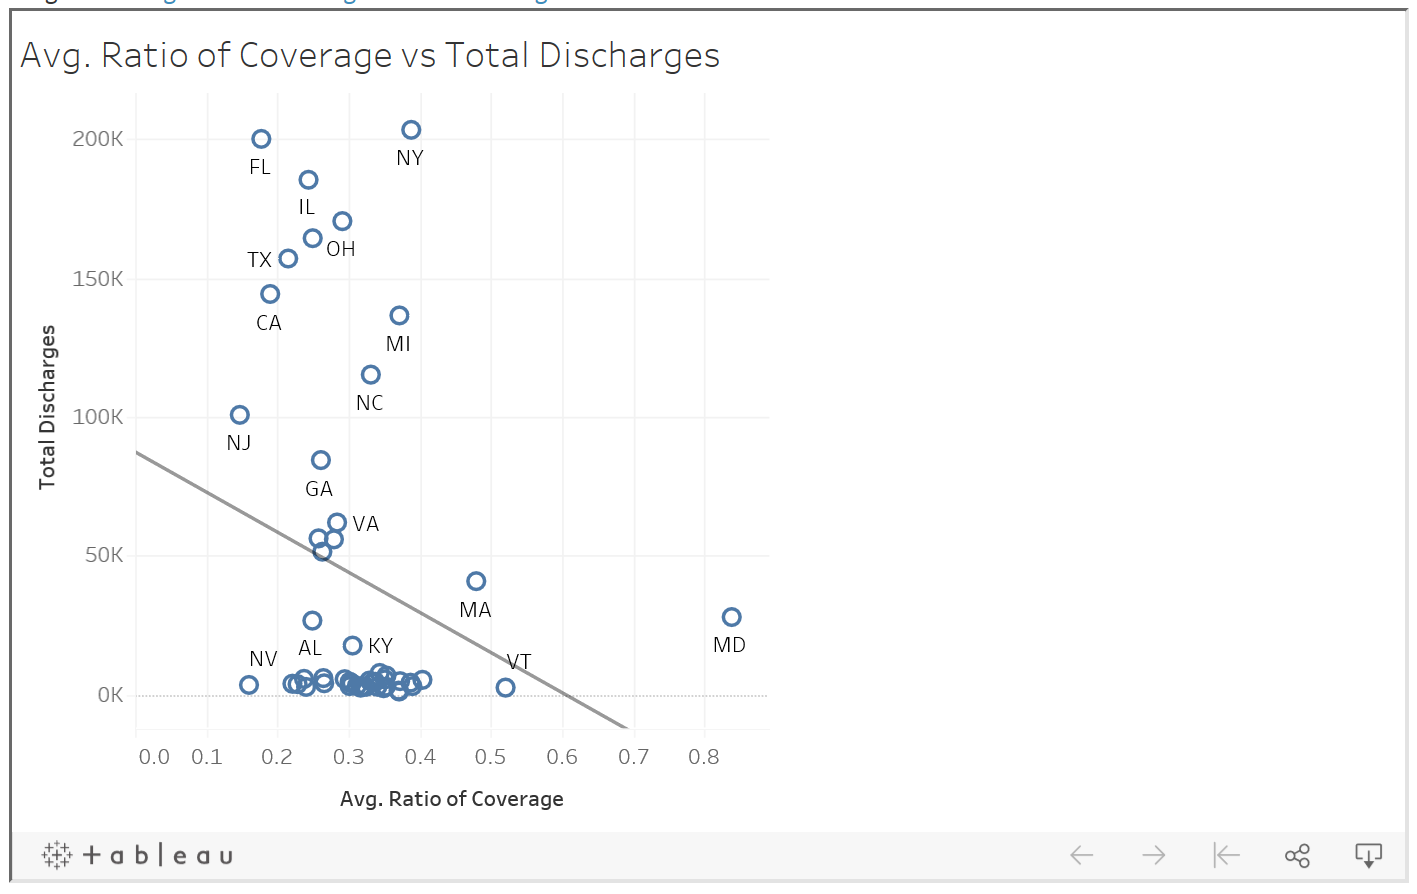 Avg. Ratio of Coverage vs Total Discharges
200K
150K
100K
50K
0K
Total Discharges
FL
NY
IL
OH
TX
CA
MI
NC
NJ
GA
VA
MA
AL
KY
MD
NV
VT
0.0 0.1 0.2 0.3 0.4 0.5 0.6 0.7 0.8
Avg. Ratio of Coverage
+ a b l e a u